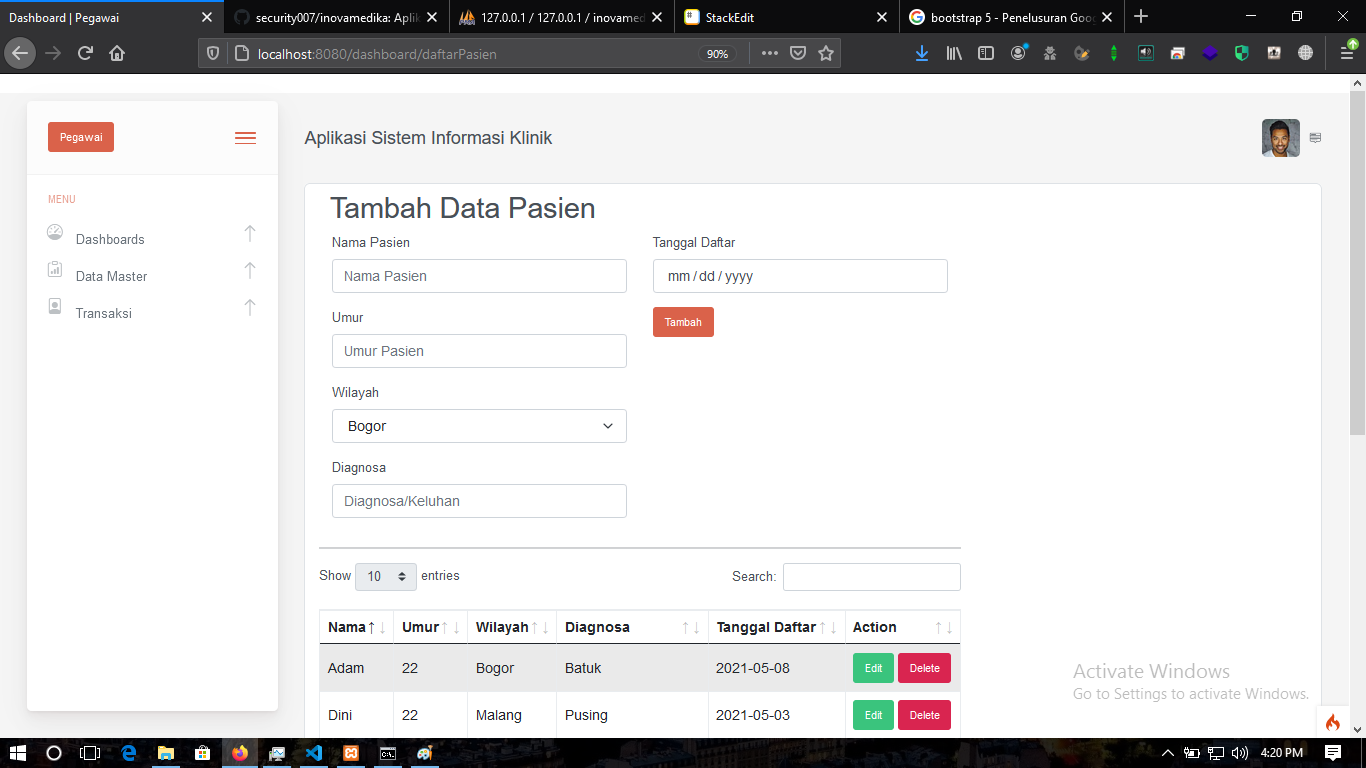 Dashboard | Pegawai
security007/inovamedika: Aplik
127.0.0.1 / 127.0.0.1 / inovamed
StackEdit
bootstrap 5 - Penelusuran Goog
localhost:8080/dashboard/daftarPasien
90%
Pegawai
Aplikasi Sistem Informasi Klinik
MENU
Dashboards
Data Master
Transaksi
Tambah Data Pasien
Nama Pasien
Tanggal Daftar
Nama Pasien
mm / dd / yyyy
Umur
Tambah
Umur Pasien
Wilayah
Bogor
Diagnosa
Diagnosa/Keluhan
Show 10 entries
Search:
Nama Umur Wilayah Diagnosa Tanggal Daftar Action
Adam 22 Bogor Batuk 2021-05-08 Edit Delete
Dini 22 Malang Pusing 2021-05-03 Edit Delete
Activate Windows
Go to Settings to activate Windows.
4:20 PM